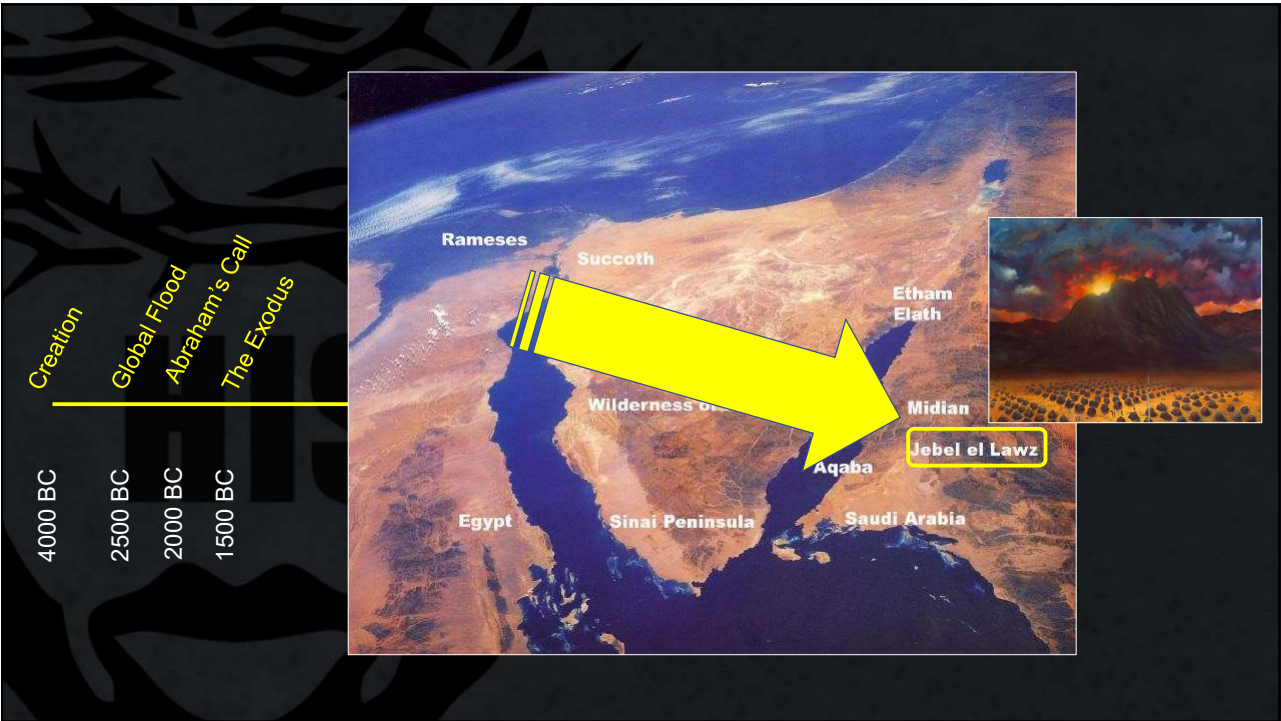 Creation
Global Flood
Abraham's Call
The Exodus
4000 BC
2500 BC
2000 BC
1500 BC
HIS
Rameses
Succoth
Etham
Elath
Wilderness
Midian
Jebel el Lawz
Aqaba
Egypt
Sinai Peninsula
Saudi Arabia